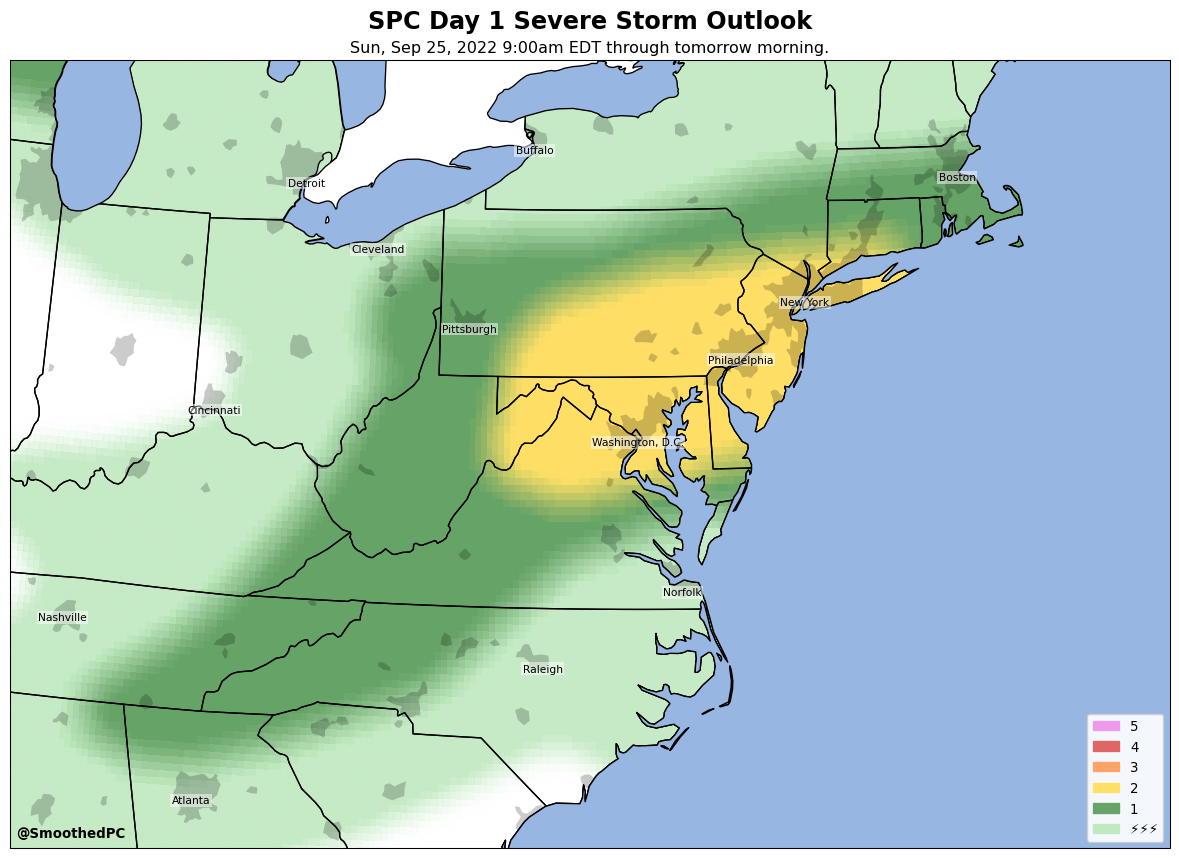 SPC Day 1 Severe Storm Outlook
Sun, Sep 25, 2022 9:00am EDT through tomorrow morning.
Buffalo
Boston
Detroit
Cleveland
New York
Pittsburgh
Philadelphia
Cincinnati
Washington, D.C.
Norfolk
Nashville
Raleigh
Atlanta
5
4
3
2
1
⚡⚡⚡
@SmoothedPC